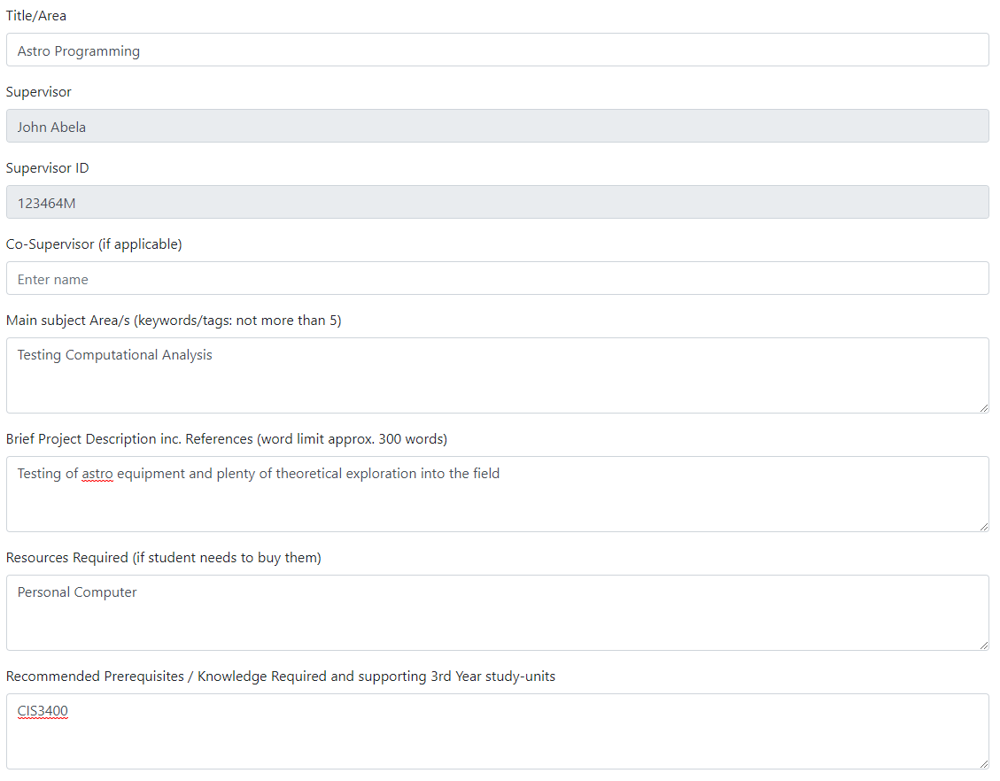 Title/Area
Astro Programming
Supervisor
John Abela
Supervisor ID
123464M
Co-Supervisor (if applicable)
Enter name
Main subject Area/s (keywords/tags: not more than 5)
Testing Computational Analysis
Brief Project Description inc. References (word limit approx. 300 words)
Testing of astro equipment and plenty of theoretical exploration into the field
Resources Required (if student needs to buy them)
Personal Computer
Recommended Prerequisites / Knowledge Required and supporting 3rd Year study-units
CIS3400